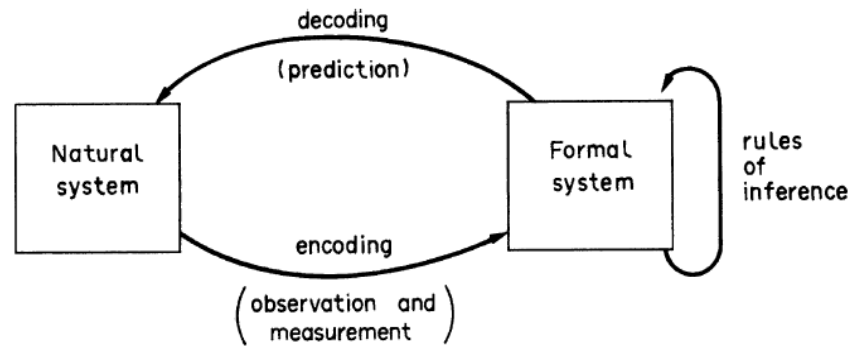 decoding
(prediction)
Natural
system
Formal
system
rules
of
inference
encoding
(observation and
measurement)